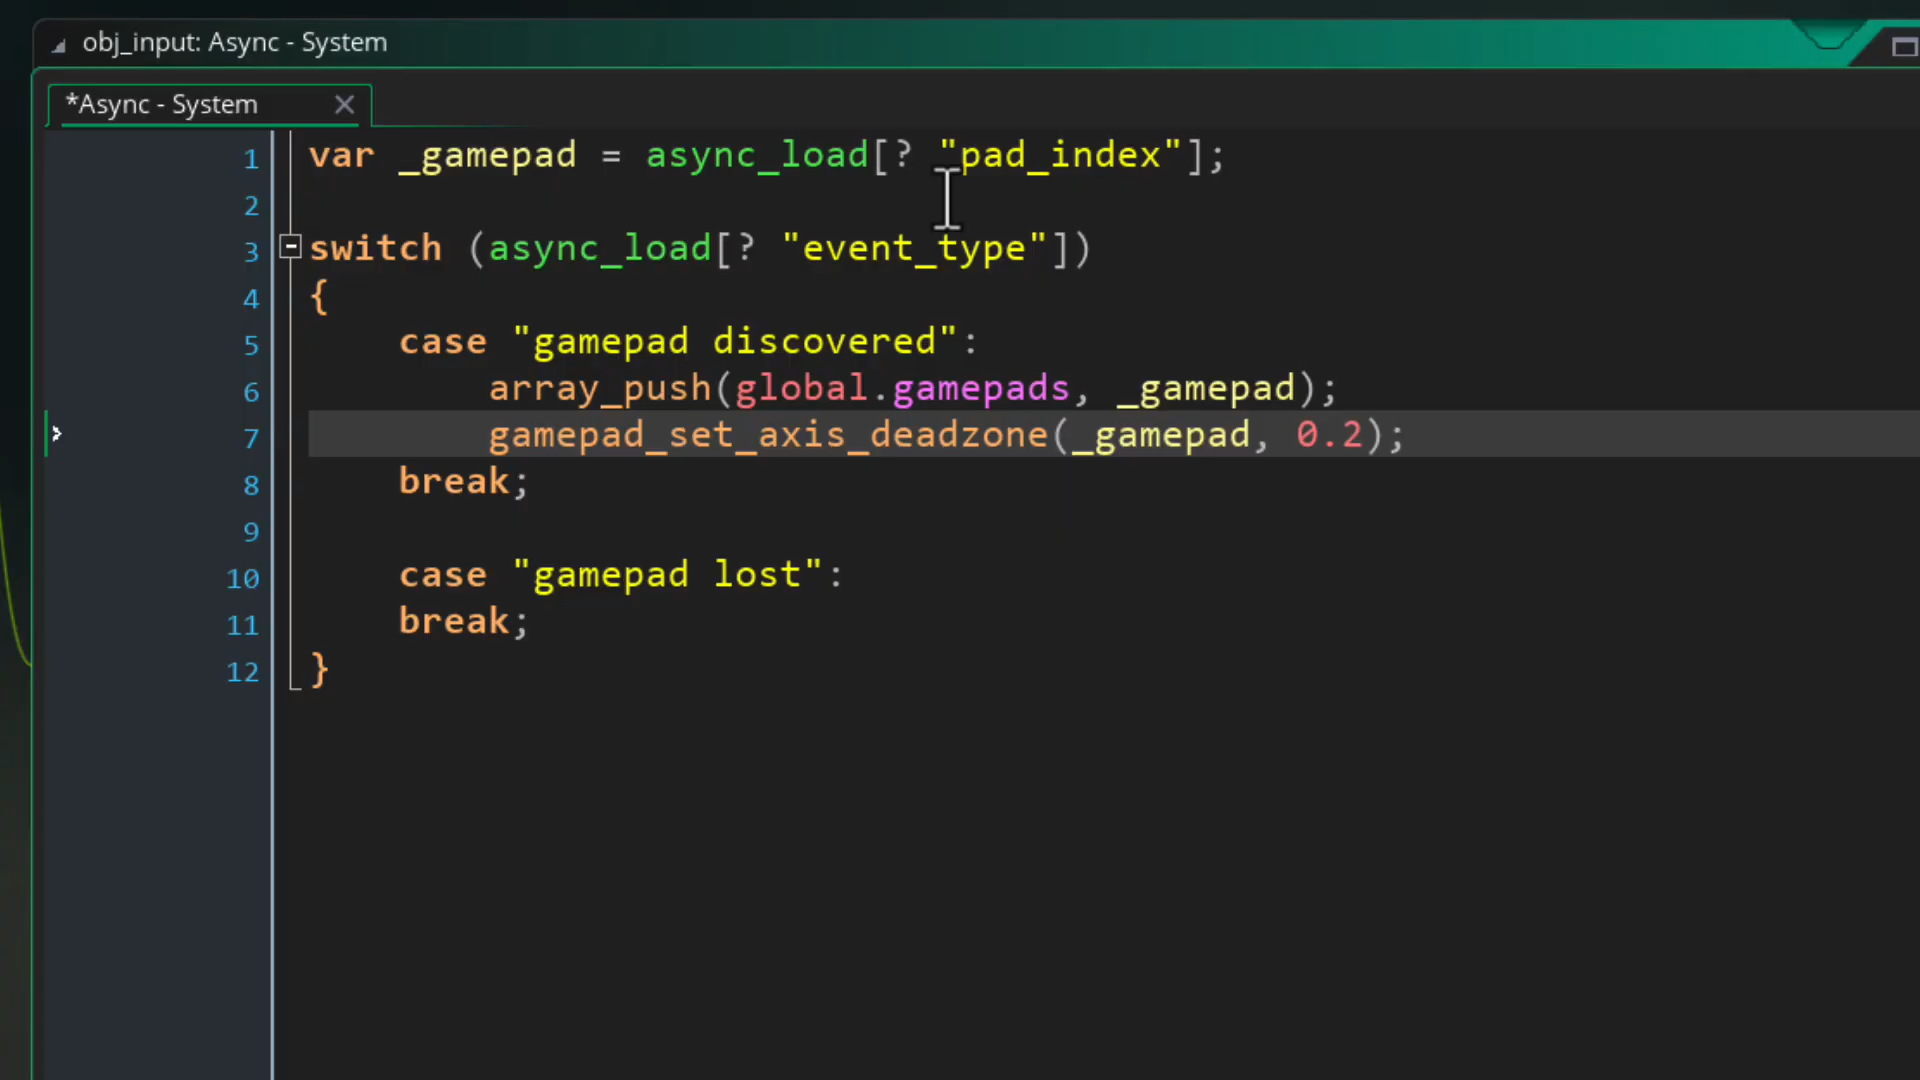 obj_input: Async - System
*Async - System
1 var _gamepad = async_load[? "pad_index"];
2
3 switch (async_load[? "event_type"])
4 {
5 case "gamepad discovered":
6 array_push(global.gamepads, _gamepad);
7 gamepad_set_axis_deadzone(_gamepad, 0.2);
8 break;
9
10 case "gamepad lost":
11 break;
12 }